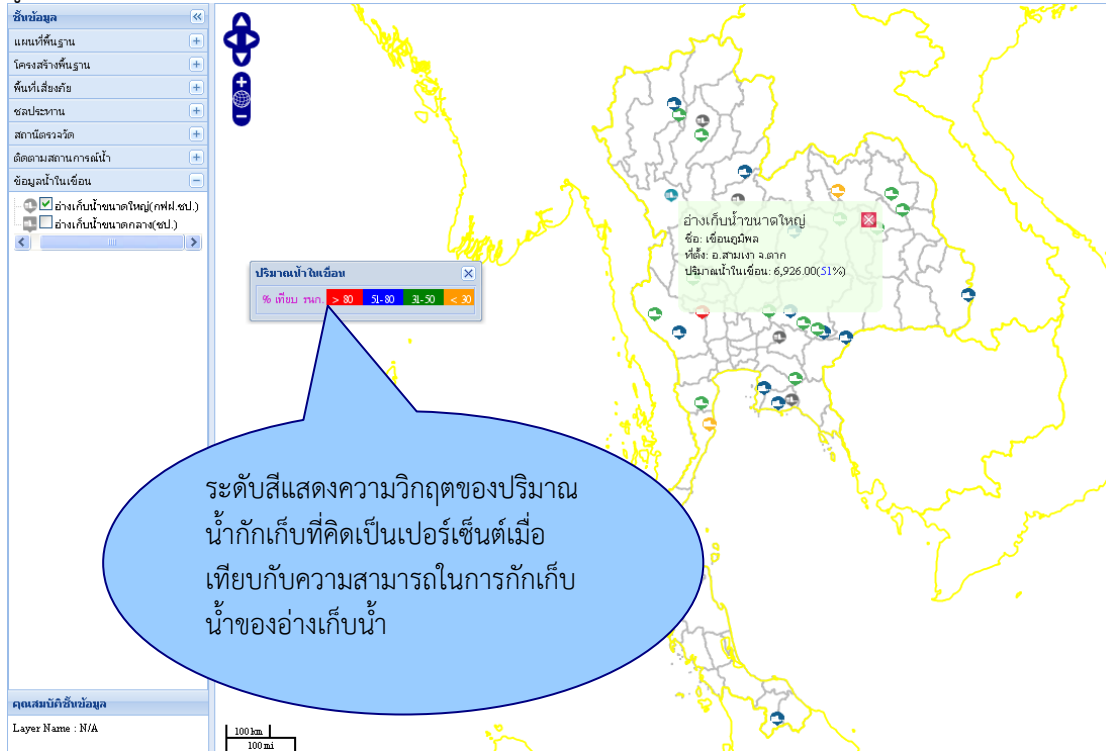 ชั้นข้อมูล
แผนที่พื้นฐาน
โครงสร้างพื้นฐาน
พื้นที่เสี่ยงภัย
ชลประทาน
สถานีตรวจวัด
ติดตามสถานการณ์น้ำ
ข้อมูลน้ำในเขื่อน
อ่างเก็บน้ำขนาดใหญ่(กฟผ.ชป.)
อ่างเก็บน้ำขนาดกลาง(ชป.)
อ่างเก็บน้ำขนาดใหญ่
ชื่อ: เขื่อนภูมิพล
ที่ตั้ง: อ.สามเงา จ.ตาก
ปริมาณน้ำในเขื่อน: 6,926.00(51%)
ปริมาณน้ำในเขื่อน
% เทียบ รนก. > 80 51-80 31-50 < 30
ระดับสีแสดงความวิกฤตของปริมาณ
น้ำกักเก็บที่คิดเป็นเปอร์เซ็นต์เมื่อ
เทียบกับความสามารถในการกักเก็บ
น้ำของอ่างเก็บน้ำ
คุณสมบัติชั้นข้อมูล
Layer Name : N/A
100 km
100 mi